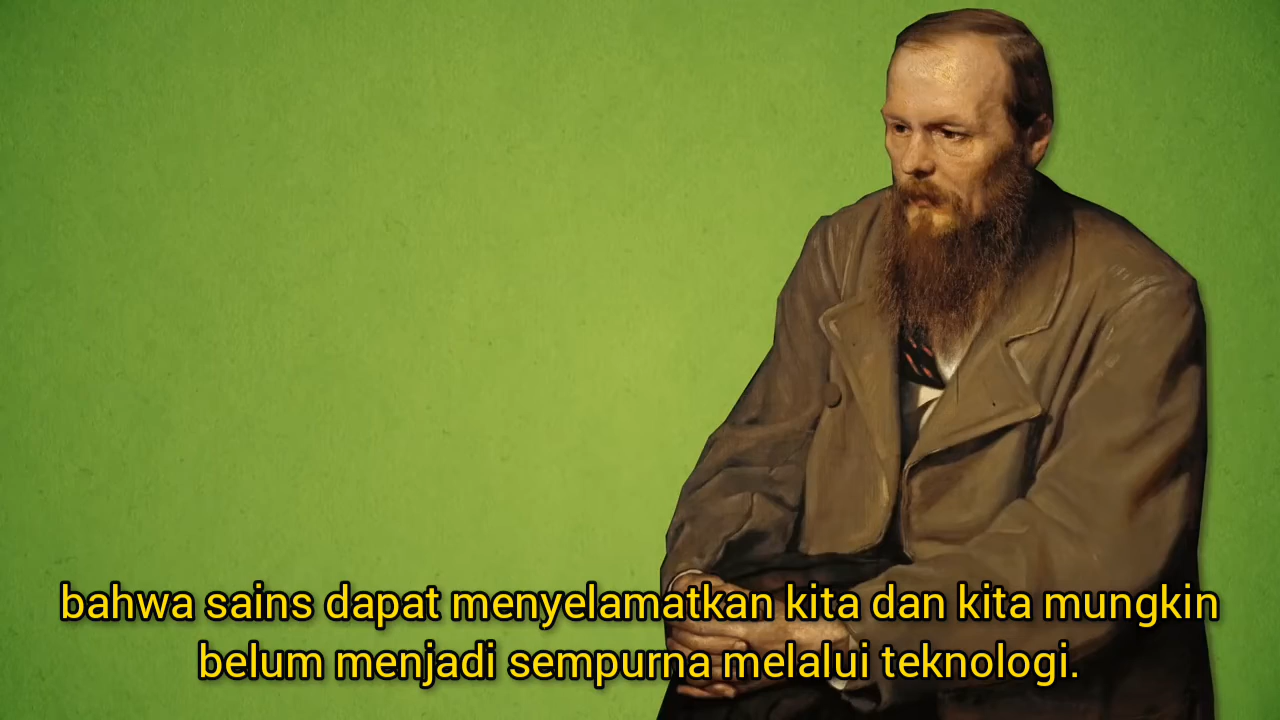 bahwa sains dapat menyelamatkan kita dan kita mungkin
belum menjadi sempurna melalui teknologi.